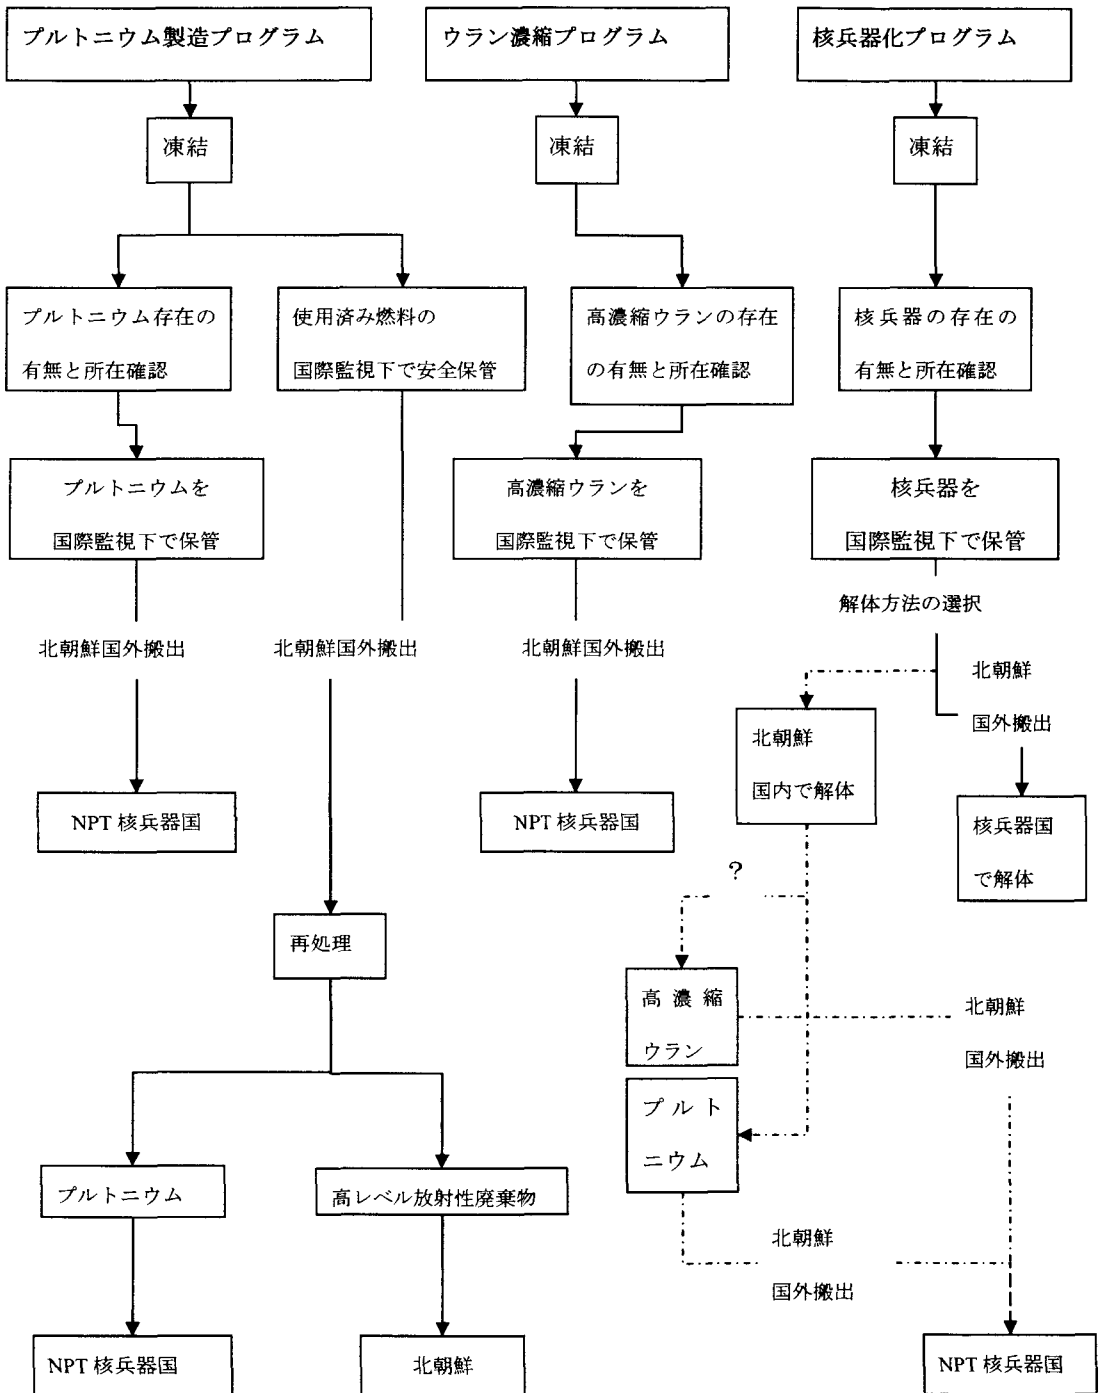 プルトニウム製造プログラム
ウラン濃縮プログラム
核兵器化プログラム
凍結
凍結
凍結
プルトニウム存在の
有無と所在確認
使用済み燃料の
国際監視下で安全保管
高濃縮ウランの存在
の有無と所在確認
核兵器の存在の
有無と所在確認
プルトニウムを
国際監視下で保管
高濃縮ウランを
国際監視下で保管
核兵器を
国際監視下で保管
解体方法の選択
北朝鮮国外搬出
北朝鮮国外搬出
北朝鮮国外搬出
北朝鮮
国外搬出
北朝鮮
国内で解体
NPT 核兵器国
NPT 核兵器国
核兵器国
で解体
?
再処理
高濃縮
ウラン
北朝鮮
国外搬出
プルト
ニウム
プルトニウム
高レベル放射性廃棄物
北朝鮮
国外搬出
NPT 核兵器国
北朝鮮
NPT 核兵器国